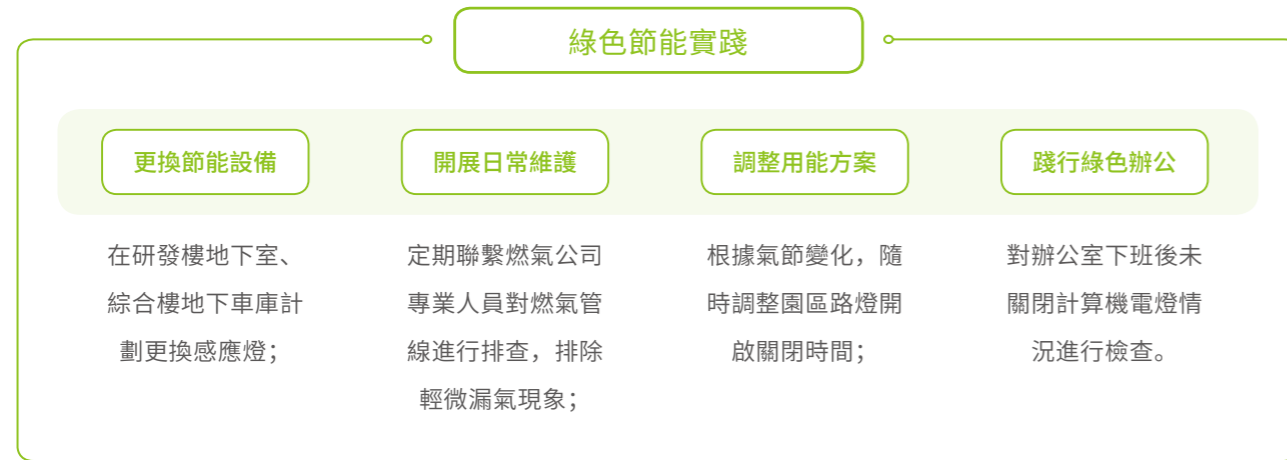 綠色節能實踐
更換節能設備
在研發樓地下室、
綜合樓地下車庫計
劃更換感應燈；
開展日常維護
定期聯繫燃氣公司
專業人員對燃氣管
線進行排查，排除
輕微漏氣現象；
調整用能方案
根據氣節變化，隨
時調整園區路燈開
啟關閉時間；
踐行綠色辦公
對辦公室下班後未
關閉計算機電燈情
況進行檢查。